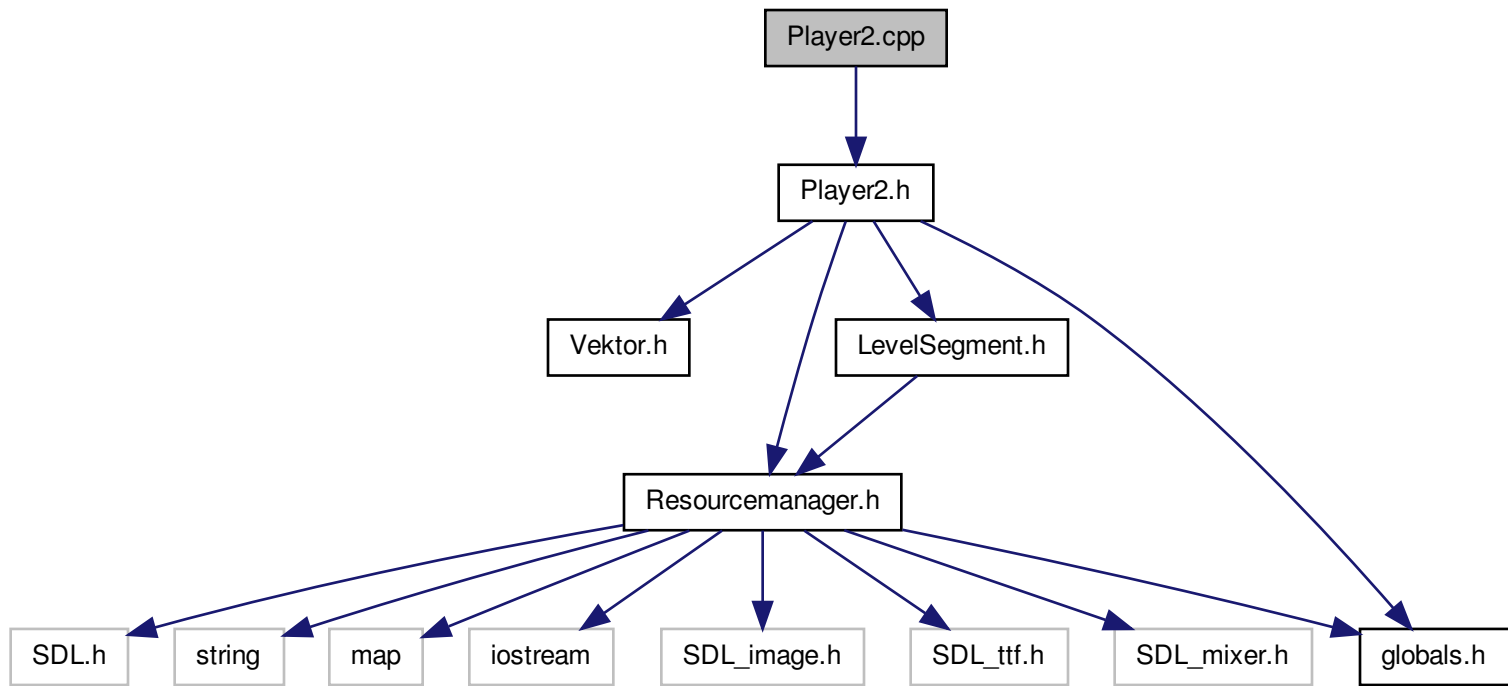 Player2.cpp
Player2.h
Vektor.h
LevelSegment.h
Resourcemanager.h
SDL.h
string
map
iostream
SDL_image.h
SDL_ttf.h
SDL_mixer.h
globals.h